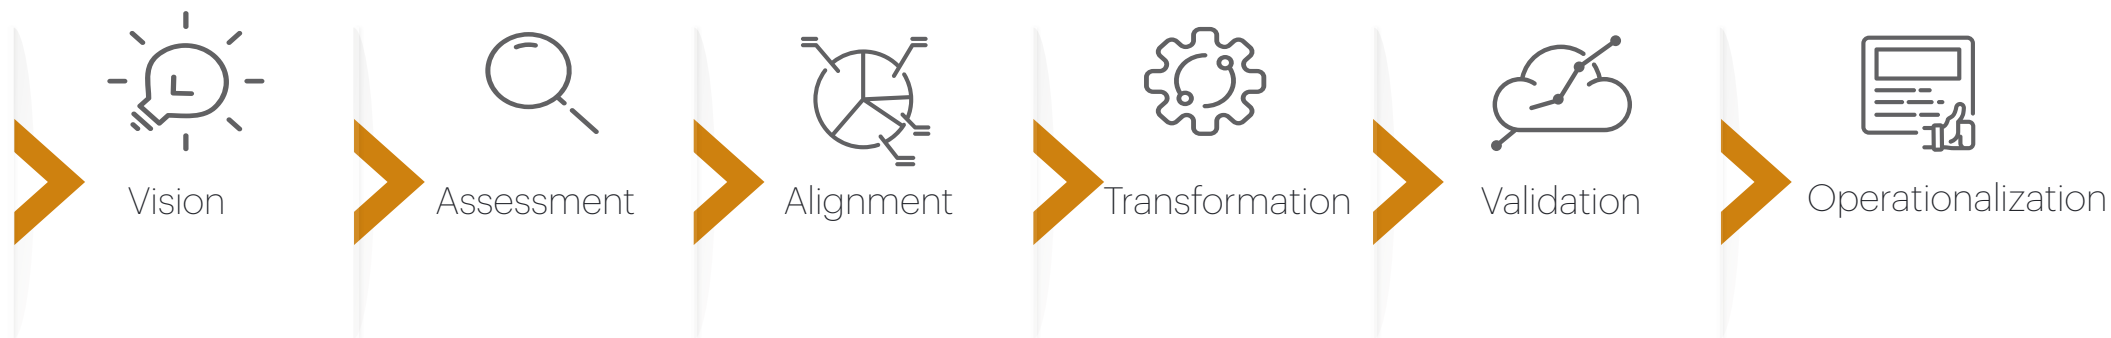 Vision
Assessment
Alignment
Transformation
Validation
Operationalization